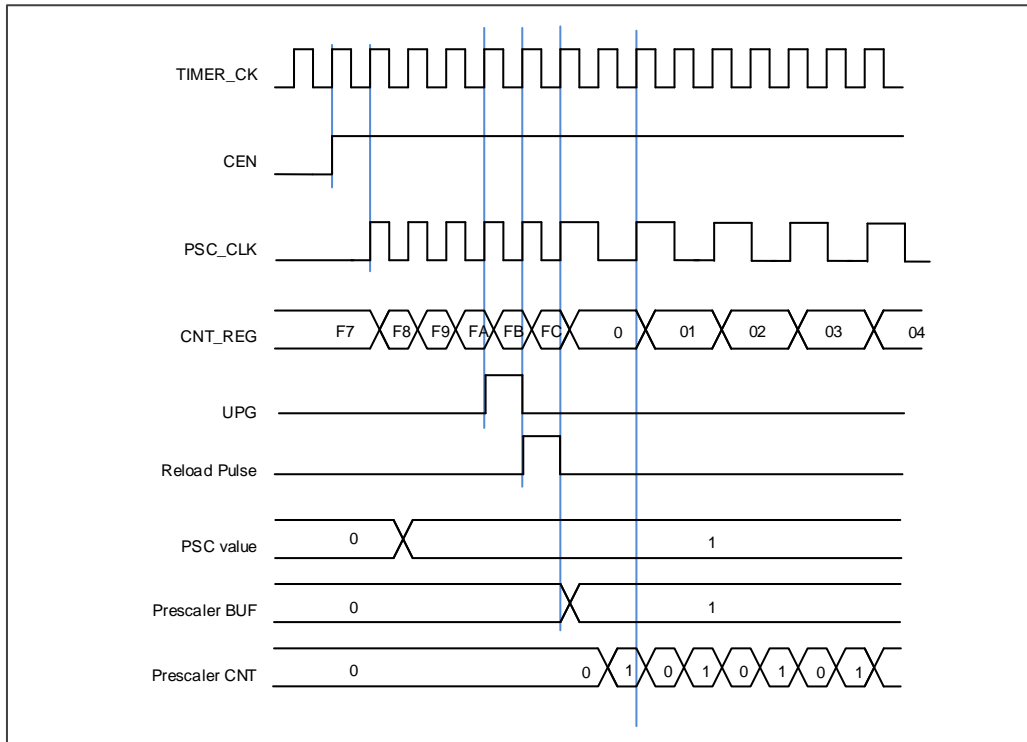 TIMER_CK
CEN
PSC_CLK
CNT_REG F7 F8 F9 FA FB FC 0 01 02 03 04
UPG
Reload Pulse
PSC value 0 1
Prescaler BUF 0 1
Prescaler CNT 0 0 1 0 1 0 1 0 1